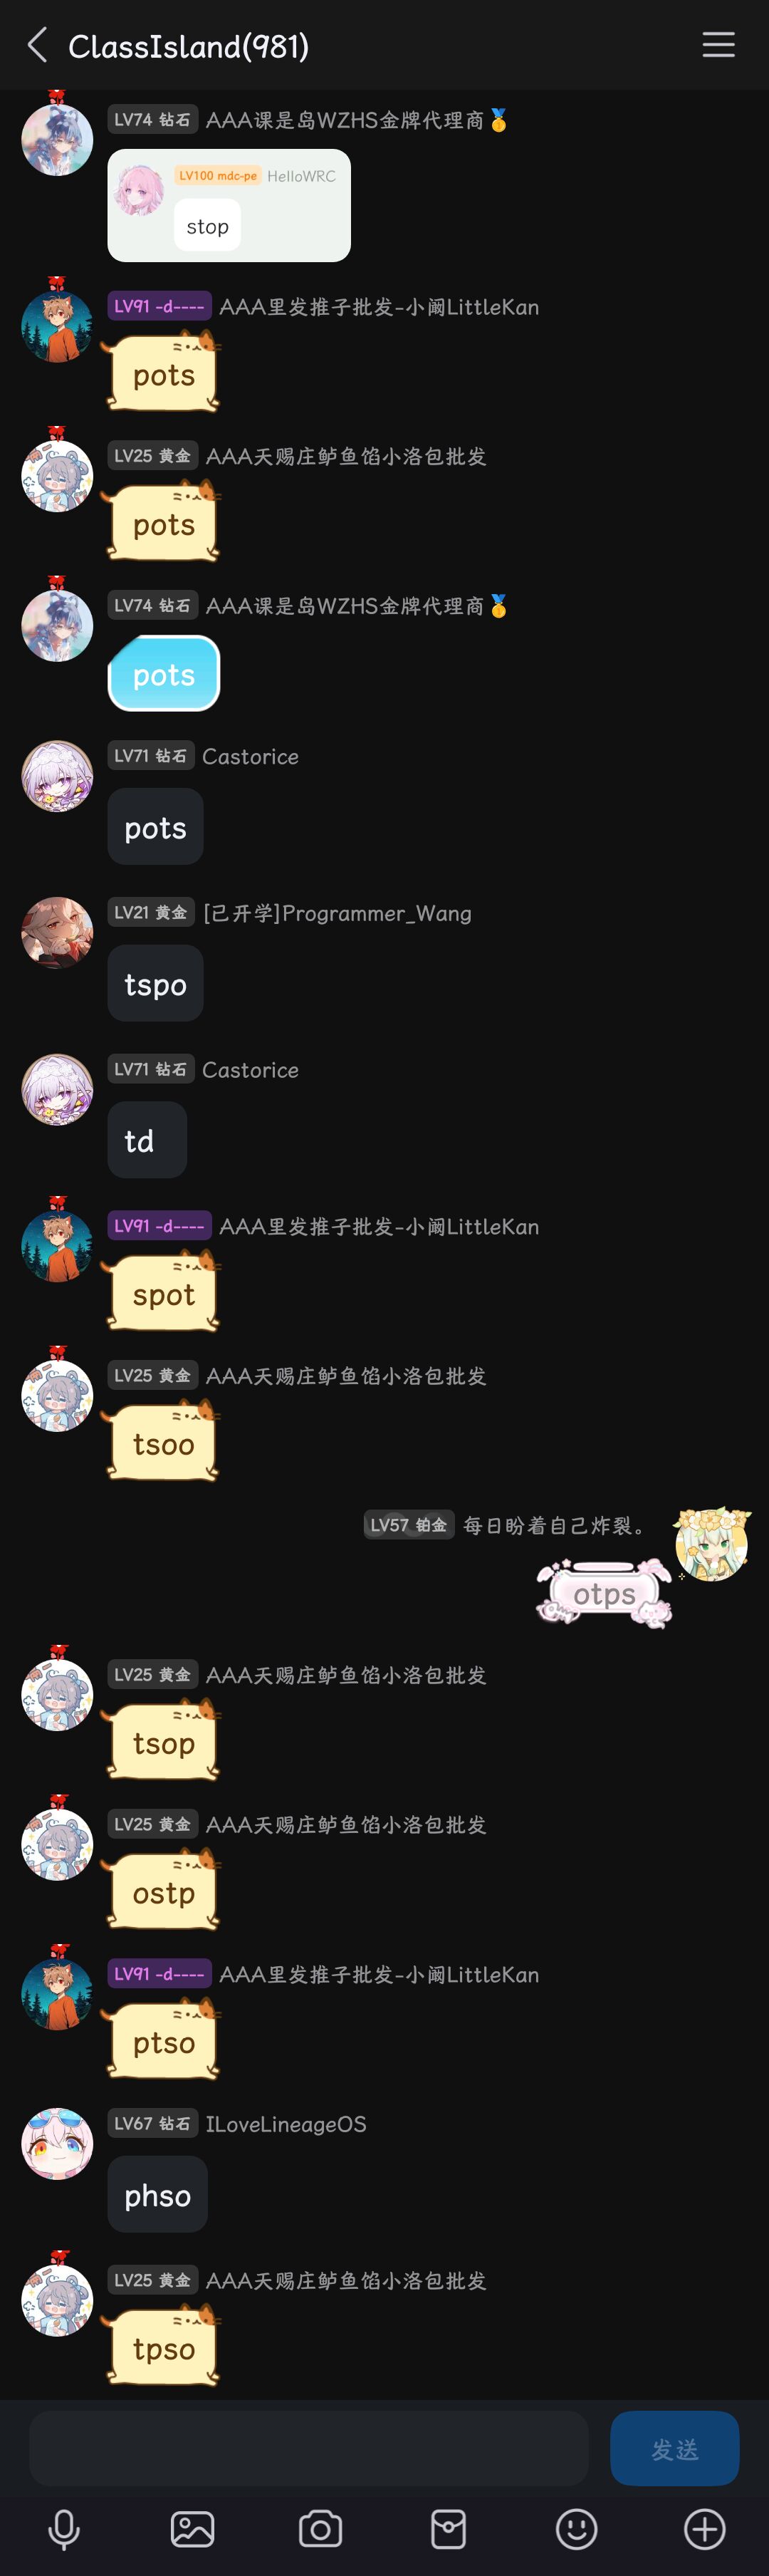 ClassIsland(981)
LV74 钻石 AAA课是岛WZHS金牌代理商🥇
LV100 mdc-pe HelloWRC
stop
LV91 -d---- AAA里发推子批发-小阚LittleKan
pots
LV25 黄金 AAA天赐庄鲈鱼馅小洛包批发
pots
LV74 钻石 AAA课是岛WZHS金牌代理商🥇
pots
LV71 钻石 Castorice
pots
LV21 黄金 [已开学]Programmer_Wang
tspo
LV71 钻石 Castorice
td
LV91 -d---- AAA里发推子批发-小阚LittleKan
spot
LV25 黄金 AAA天赐庄鲈鱼馅小洛包批发
tsoo
LV57 铂金 每日盼着自己炸裂。
otps
LV25 黄金 AAA天赐庄鲈鱼馅小洛包批发
tsop
LV25 黄金 AAA天赐庄鲈鱼馅小洛包批发
ostp
LV91 -d---- AAA里发推子批发-小阚LittleKan
ptso
LV67 钻石 ILoveLineageOS
phso
LV25 黄金 AAA天赐庄鲈鱼馅小洛包批发
tpso
发送